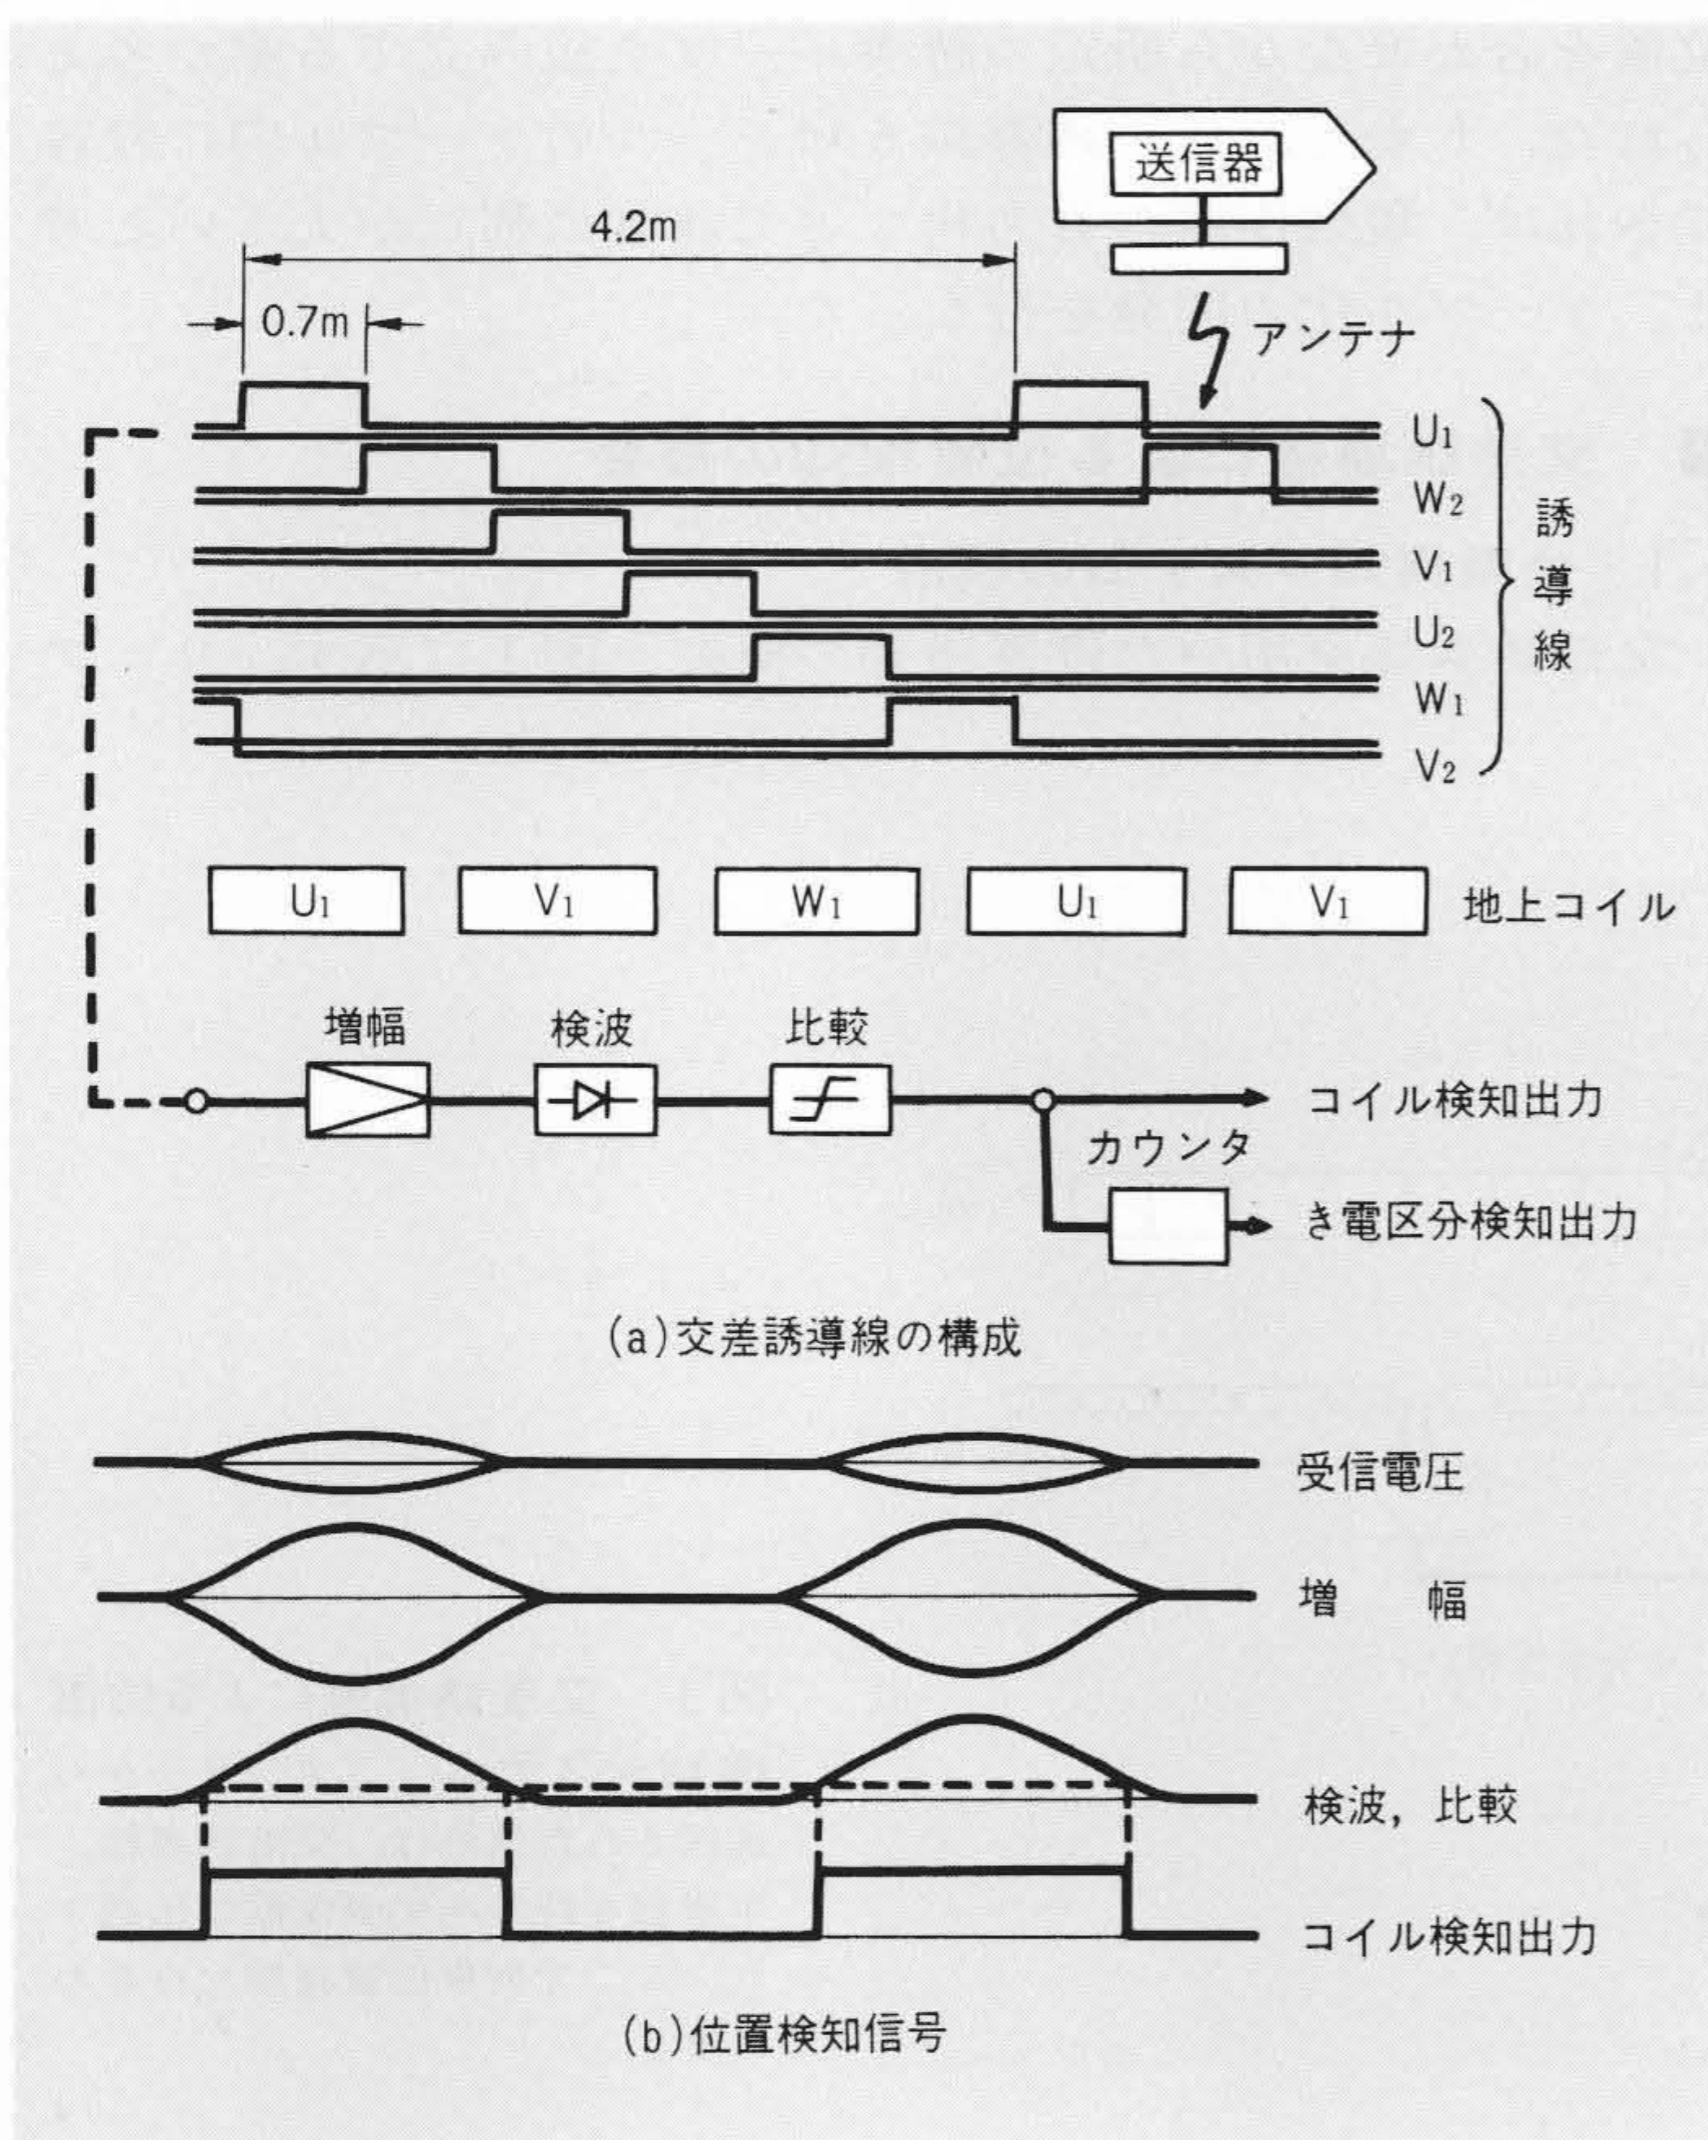 送信器
4.2m
0.7m
アンテナ
U1
W2
V1
U2
W1
V2
誘導線
U1 V1 W1 U1 V1 地上コイル
増幅 検波 比較
コイル検知出力
カウンタ
き電区分検知出力
(a)交差誘導線の構成
受信電圧
増 幅
検波，比較
コイル検知出力
(b)位置検知信号